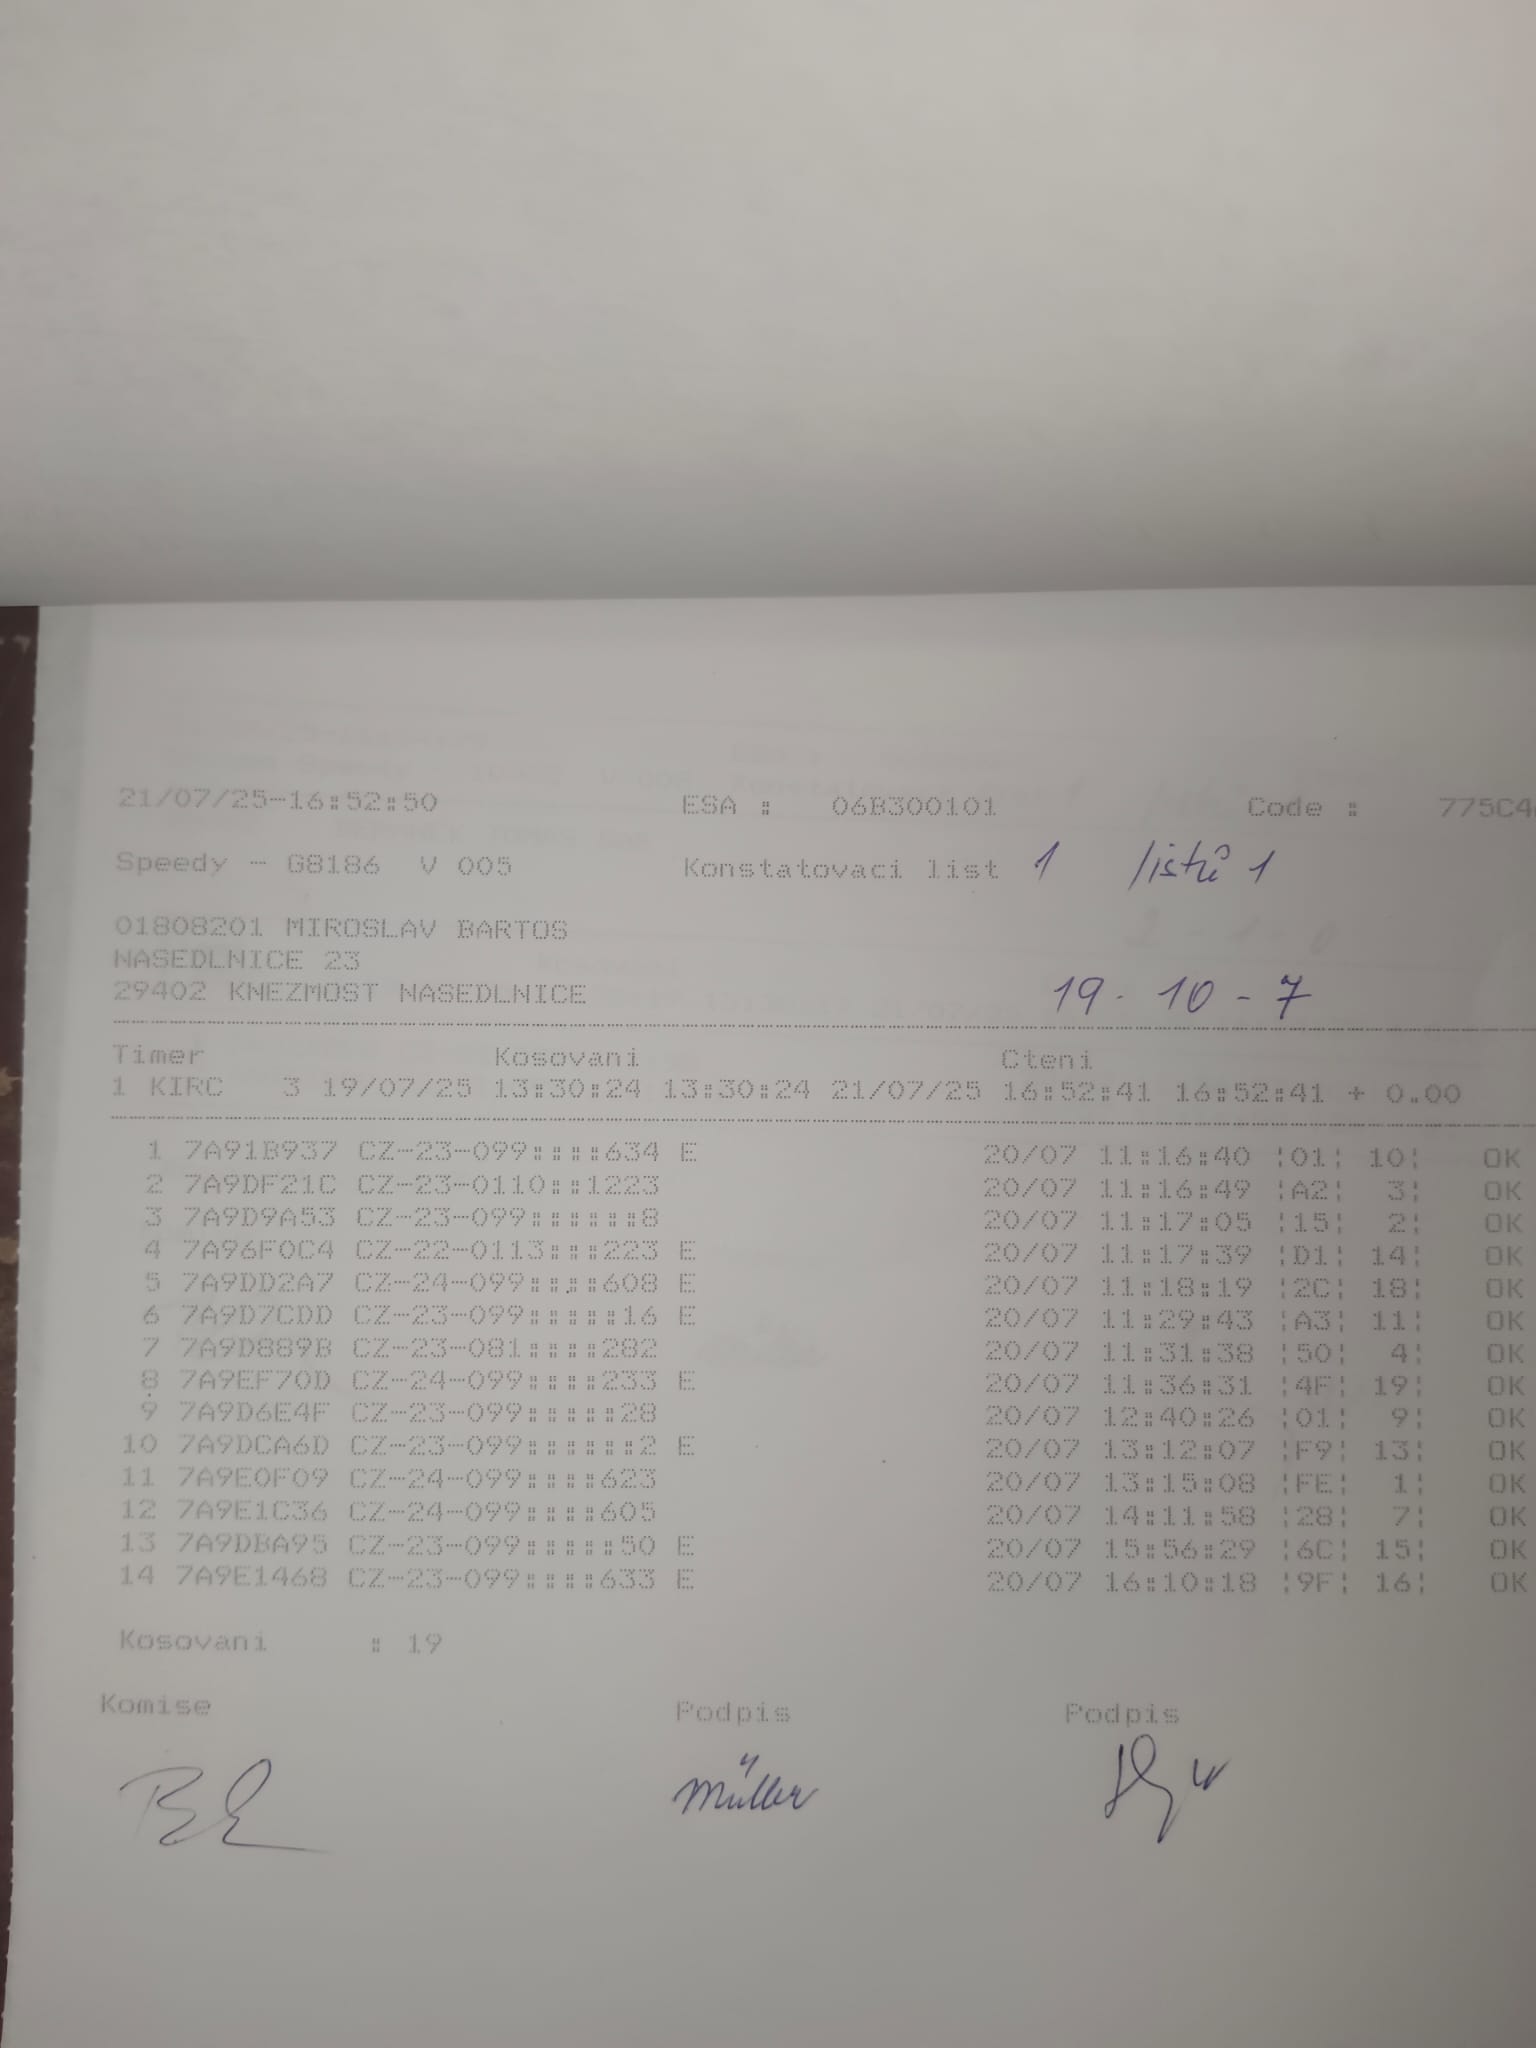 21/07/25-16:52:50 ESA : 06B300101 Code : 775C4
Speedy - G8186 V 005 Konstatovaci list 1 listů 1
01808201 MIROSLAV BARTOS
NASEDLNICE 23
29402 KNEZMOST NASEDLNICE 19 - 10 - 7
Timer Kosovani Cteni
1 KIRC 3 19/07/25 13:30:24 13:30:24 21/07/25 16:52:41 16:52:41 + 0.00
1 7A91B937 CZ-23-099::::634 E 20/07 11:16:40 ¦01¦ 10¦ OK
2 7A9DF21C CZ-23-0110::1223 20/07 11:16:49 ¦A2¦ 3¦ OK
3 7A9D9A53 CZ-23-099::::::8 20/07 11:17:05 ¦15¦ 2¦ OK
4 7A96F0C4 CZ-22-0113:::223 E 20/07 11:17:39 ¦D1¦ 14¦ OK
5 7A9DD2A7 CZ-24-099::::608 E 20/07 11:18:19 ¦2C¦ 18¦ OK
6 7A9D7CDD CZ-23-099:::::16 E 20/07 11:29:43 ¦A3¦ 11¦ OK
7 7A9D889B CZ-23-081::::282 20/07 11:31:38 ¦50¦ 4¦ OK
8 7A9EF70D CZ-24-099::::233 E 20/07 11:36:31 ¦4F¦ 19¦ OK
9 7A9D6E4F CZ-23-099:::::28 20/07 12:40:26 ¦01¦ 9¦ OK
10 7A9DCA6D CZ-23-099::::::2 E 20/07 13:12:07 ¦F9¦ 13¦ OK
11 7A9E0F09 CZ-24-099::::623 20/07 13:15:08 ¦FE¦ 1¦ OK
12 7A9E1C36 CZ-24-099::::605 20/07 14:11:58 ¦28¦ 7¦ OK
13 7A9DBA95 CZ-23-099:::::50 E 20/07 15:56:29 ¦6C¦ 15¦ OK
14 7A9E1468 CZ-23-099::::633 E 20/07 16:10:18 ¦9F¦ 16¦ OK
Kosovani : 19
Komise Podpis Podpis
Müller